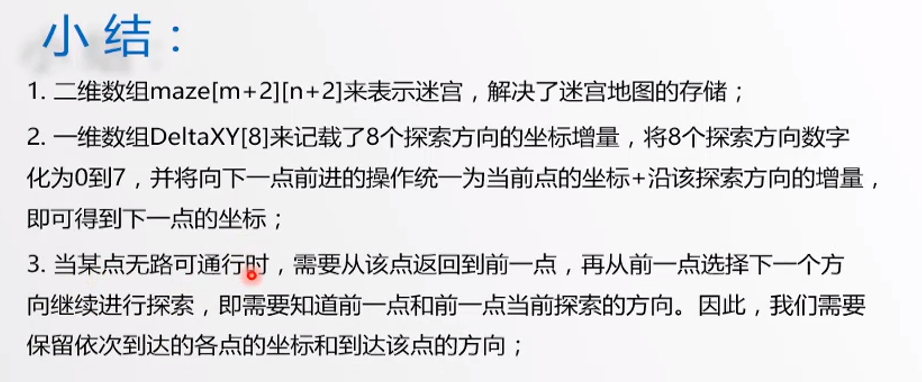 小 结：
1. 二维数组maze[m+2][n+2]来表示迷宫，解决了迷宫地图的存储；
2. 一维数组DeltaXY[8]来记载了8个探索方向的坐标增量，将8个探索方向数字
化为0到7，并将向下一点前进的操作统一为当前点的坐标+沿该探索方向的增量，
即可得到下一点的坐标；
3. 当某点无路可通行时，需要从该点返回到前一点，再从前一点选择下一个方
向继续进行探索，即需要知道前一点和前一点当前探索的方向。因此，我们需要
保留依次到达的各点的坐标和到达该点的方向；